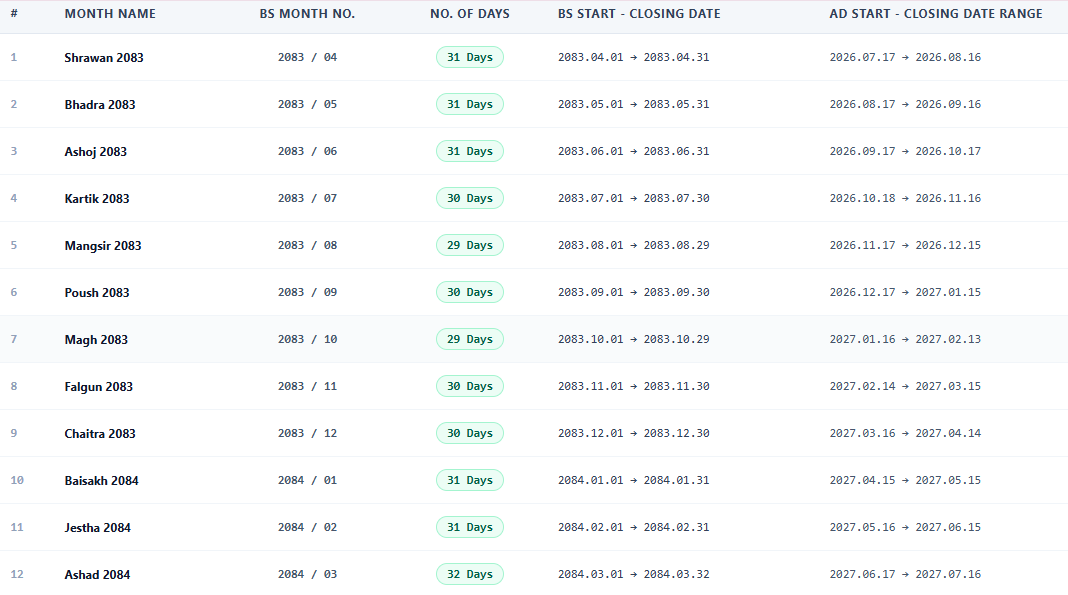 # MONTH NAME BS MONTH NO. NO. OF DAYS BS START - CLOSING DATE AD START - CLOSING DATE RANGE
1 Shrawan 2083 2083 / 04 31 Days 2083.04.01 → 2083.04.31 2026.07.17 → 2026.08.16
2 Bhadra 2083 2083 / 05 31 Days 2083.05.01 → 2083.05.31 2026.08.17 → 2026.09.16
3 Ashoj 2083 2083 / 06 31 Days 2083.06.01 → 2083.06.31 2026.09.17 → 2026.10.17
4 Kartik 2083 2083 / 07 30 Days 2083.07.01 → 2083.07.30 2026.10.18 → 2026.11.16
5 Mangsir 2083 2083 / 08 29 Days 2083.08.01 → 2083.08.29 2026.11.17 → 2026.12.15
6 Poush 2083 2083 / 09 30 Days 2083.09.01 → 2083.09.30 2026.12.17 → 2027.01.15
7 Magh 2083 2083 / 10 29 Days 2083.10.01 → 2083.10.29 2027.01.16 → 2027.02.13
8 Falgun 2083 2083 / 11 30 Days 2083.11.01 → 2083.11.30 2027.02.14 → 2027.03.15
9 Chaitra 2083 2083 / 12 30 Days 2083.12.01 → 2083.12.30 2027.03.16 → 2027.04.14
10 Baisakh 2084 2084 / 01 31 Days 2084.01.01 → 2084.01.31 2027.04.15 → 2027.05.15
11 Jestha 2084 2084 / 02 31 Days 2084.02.01 → 2084.02.31 2027.05.16 → 2027.06.15
12 Ashad 2084 2084 / 03 32 Days 2084.03.01 → 2084.03.32 2027.06.17 → 2027.07.16